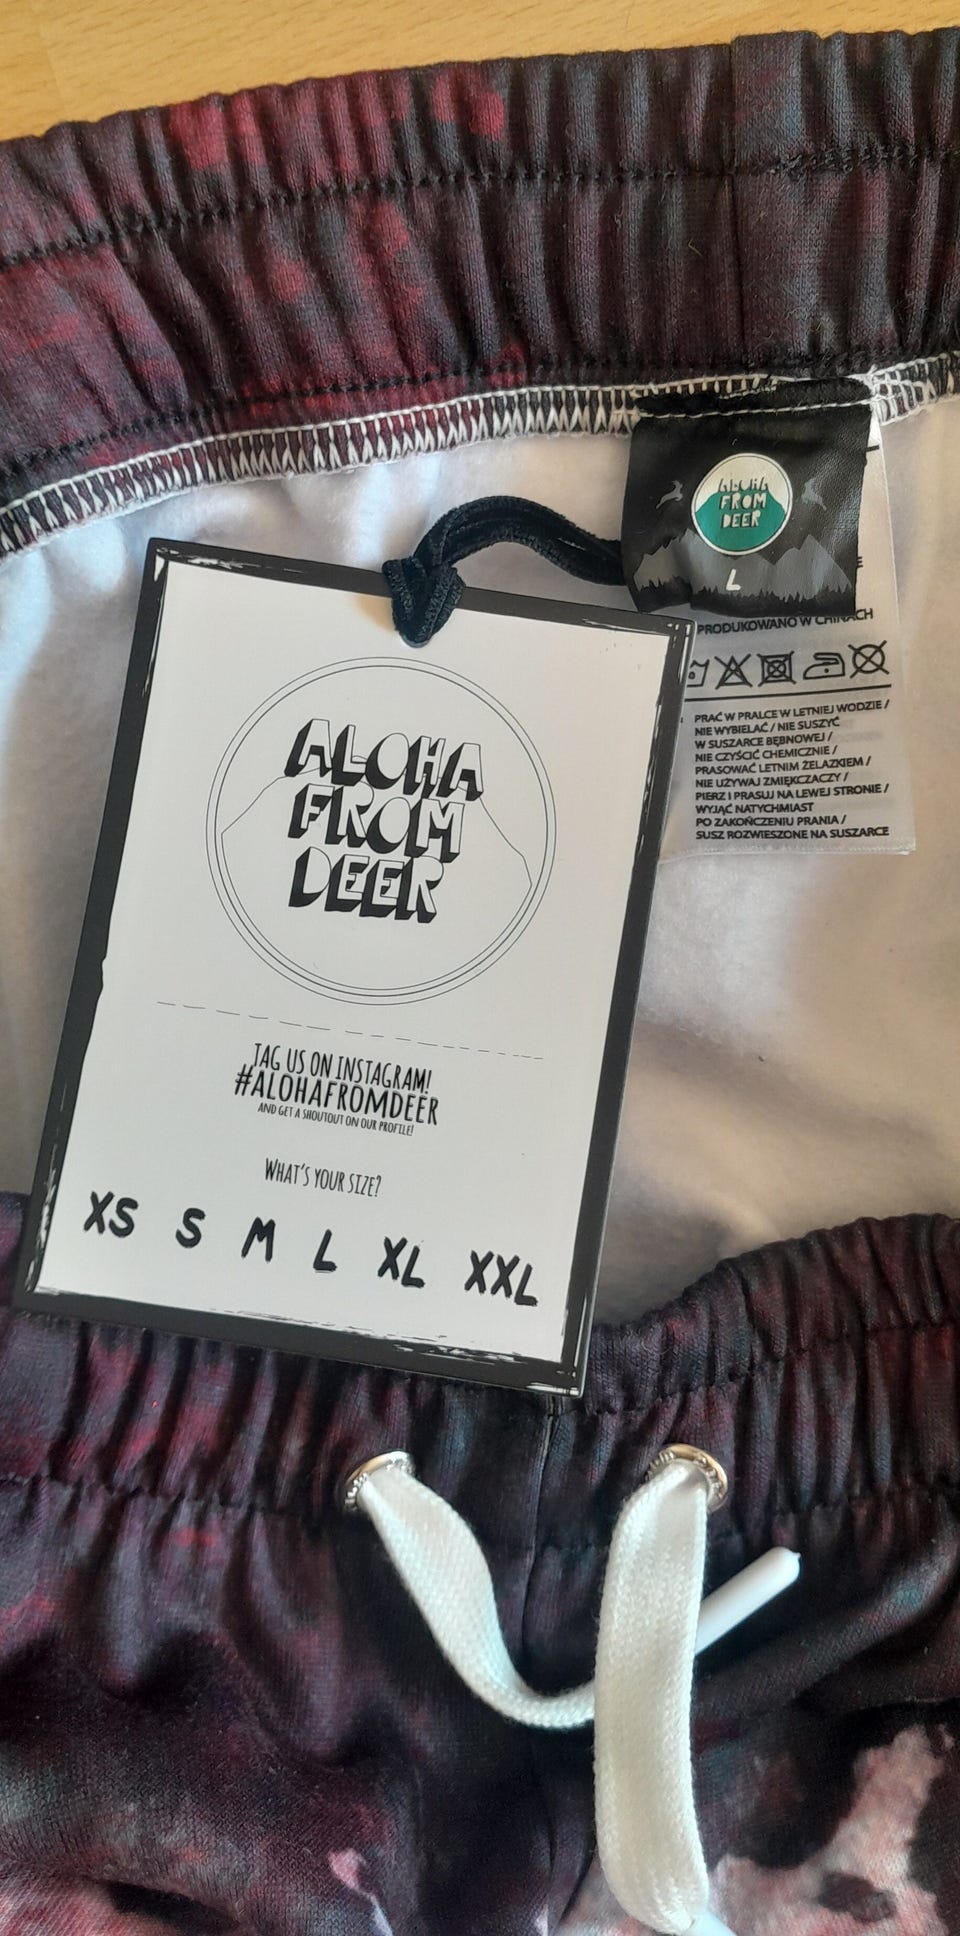 ALOHA
FROM
DEER
L
E
PRODUKOWANO W CHINACH
PRAĆ W PRALCE W LETNIEJ WODZIE /
NIE WYBIELAĆ / NIE SUSZYĆ
W SUSZARCE BĘBNOWEJ /
NIE CZYŚCIĆ CHEMICZNIE /
PRASOWAĆ LETNIM ŻELAZKIEM /
NIE UŻYWAJ ZMIĘKCZACZY /
PIERZ I PRASUJ NA LEWEJ STRONIE /
WYJĄĆ NATYCHMIAST
PO ZAKOŃCZENIU PRANIA /
SUSZ ROZWIESZONE NA SUSZARCE
ALOHA
FROM
DEER
TAG US ON INSTAGRAM!
#ALOHAFROMDEER
AND GET A SHOUTOUT ON OUR PROFILE!
WHAT'S YOUR SIZE?
XS S M L XL XXL